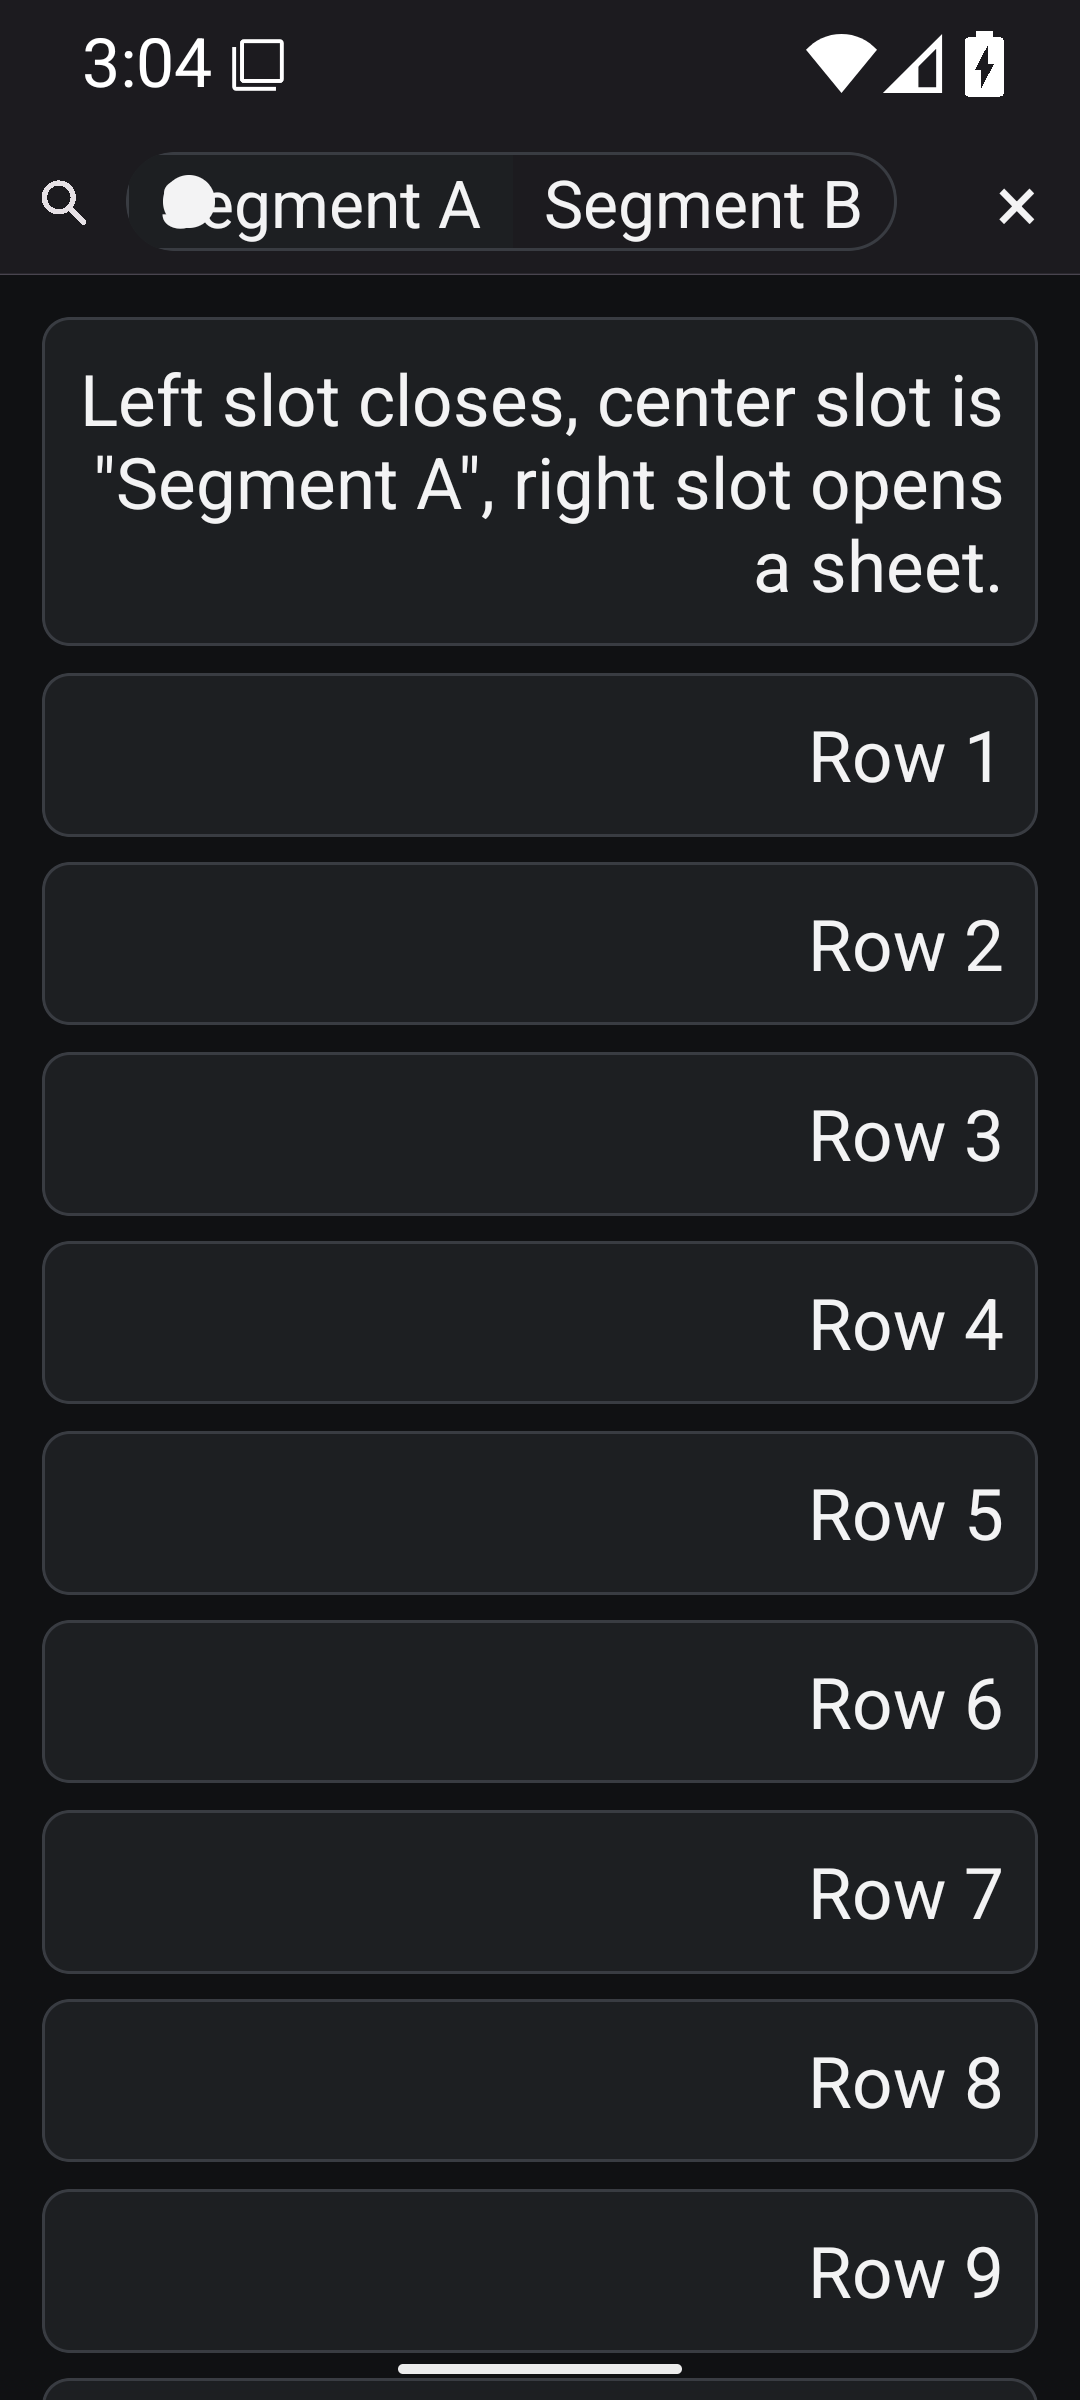 3:04
Segment A Segment B
Left slot closes, center slot is
"Segment A", right slot opens
a sheet.
Row 1
Row 2
Row 3
Row 4
Row 5
Row 6
Row 7
Row 8
Row 9